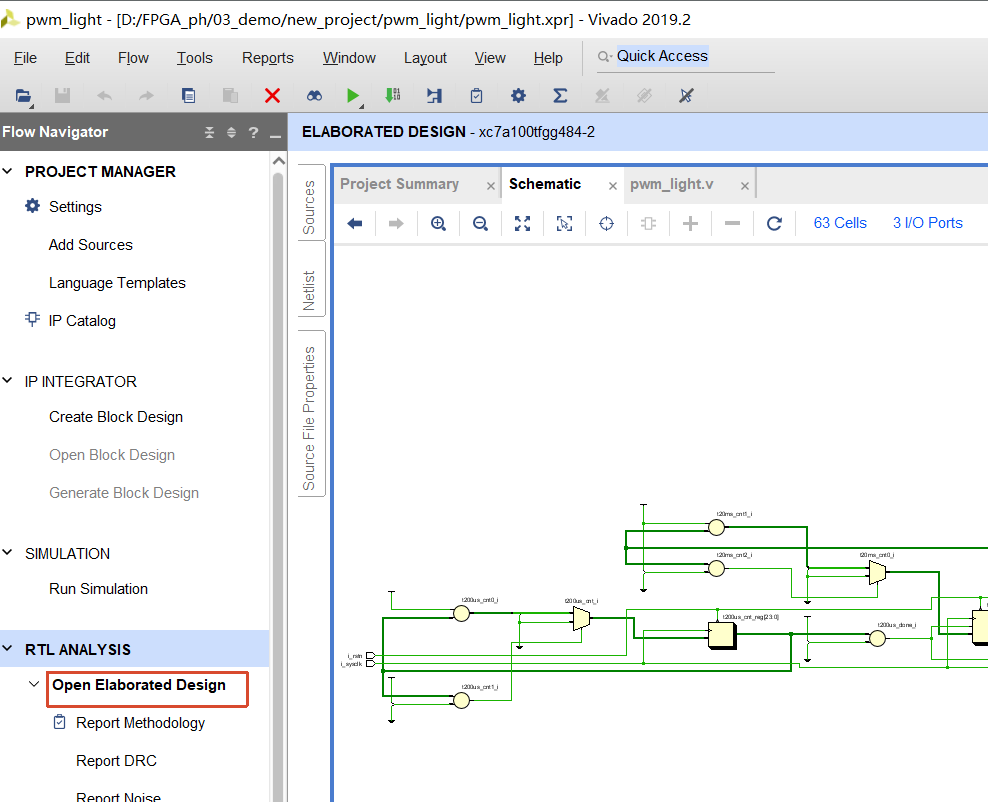 pwm_light - [D:/FPGA_ph/03_demo/new_project/pwm_light/pwm_light.xpr] - Vivado 2019.2
File Edit Flow Tools Reports Window Layout View Help Quick Access
Flow Navigator ?
ELABORATED DESIGN - xc7a100tfgg484-2
PROJECT MANAGER
Settings
Add Sources
Language Templates
IP Catalog
IP INTEGRATOR
Create Block Design
Open Block Design
Generate Block Design
SIMULATION
Run Simulation
RTL ANALYSIS
Open Elaborated Design
Report Methodology
Report DRC
Report Noise
Sources
Netlist
Source File Properties
Project Summary × Schematic × pwm_light.v ×
63 Cells 3 I/O Ports
t20ms_cnt1_i
t20ms_cnt2_i
t20ms_cnt0_i
t200us_cnt0_i
t200us_cnt_i
t200us_cnt_reg[23:0]
t200us_done_i
i_rstn
i_sysclk
t200us_cnt1_i